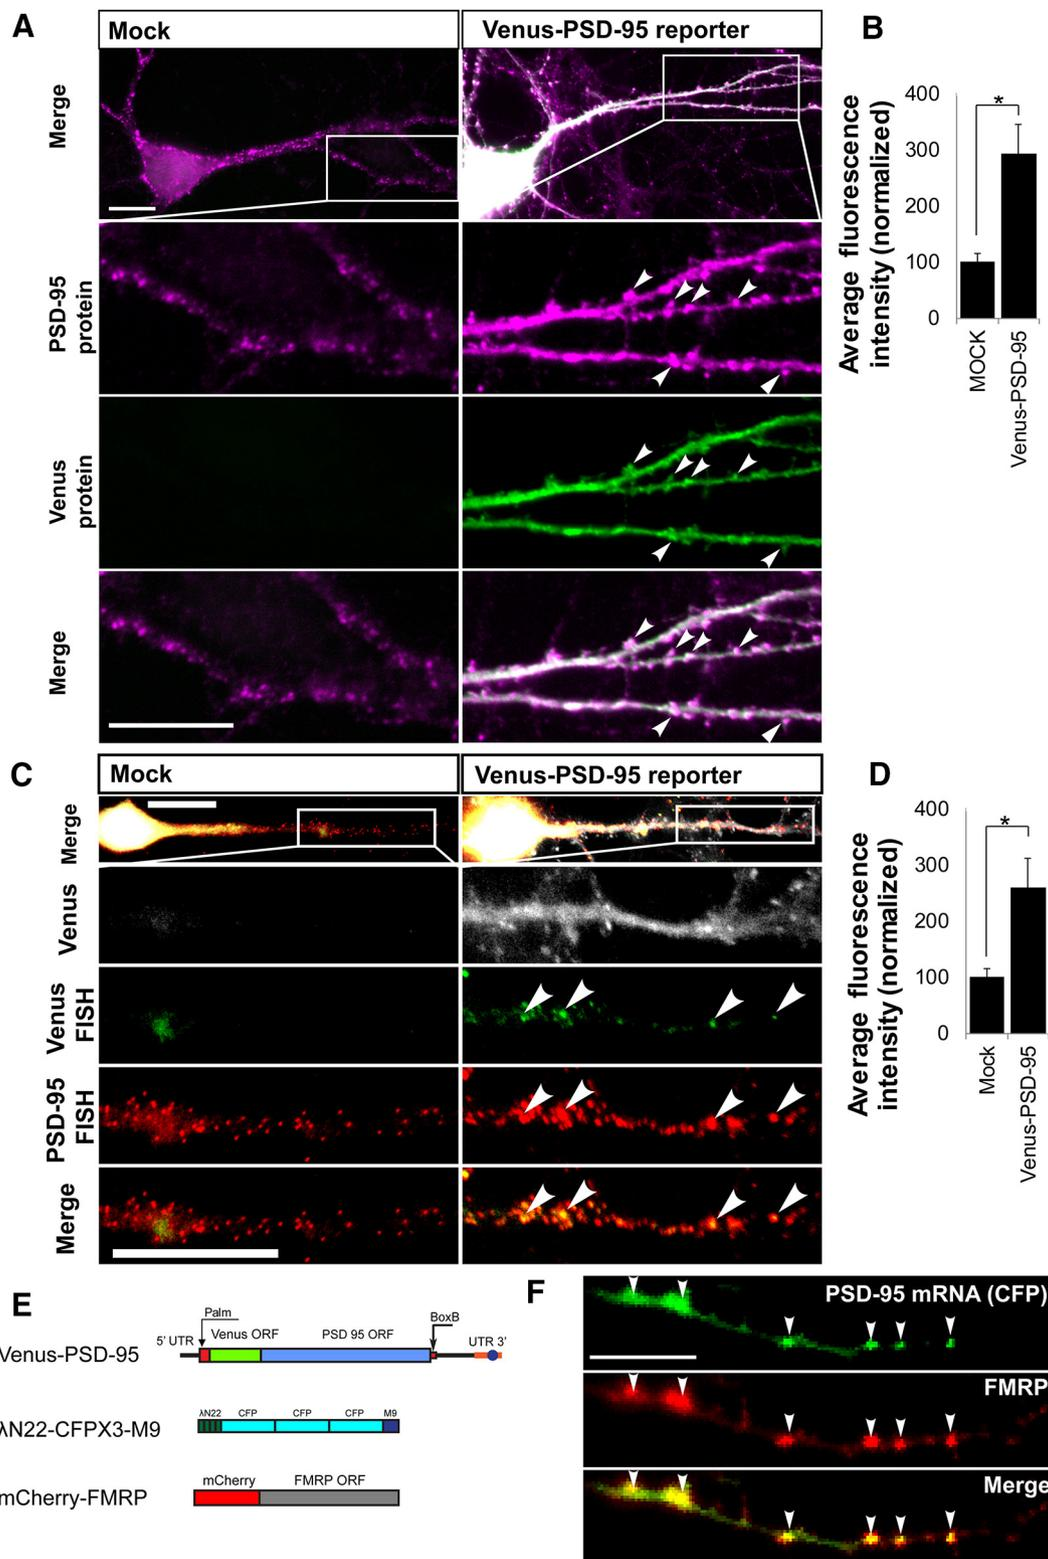 A
Mock
Venus-PSD-95 reporter
Merge
PSD-95
protein
Venus
protein
Merge
B
Average fluorescence
intensity (normalized)
400
300
200
100
0
*
MOCK
Venus-PSD-95
C
Mock
Venus-PSD-95 reporter
Merge
Venus
Venus
FISH
PSD-95
FISH
Merge
D
Average fluorescence
intensity (normalized)
400
300
200
100
0
*
Mock
Venus-PSD-95
E
Palm
BoxB
5' UTR
Venus ORF
PSD 95 ORF
UTR 3'
Venus-PSD-95
λN22
CFP
CFP
CFP
M9
λN22-CFPX3-M9
mCherry
FMRP ORF
mCherry-FMRP
F
PSD-95 mRNA (CFP)
FMRP
Merge